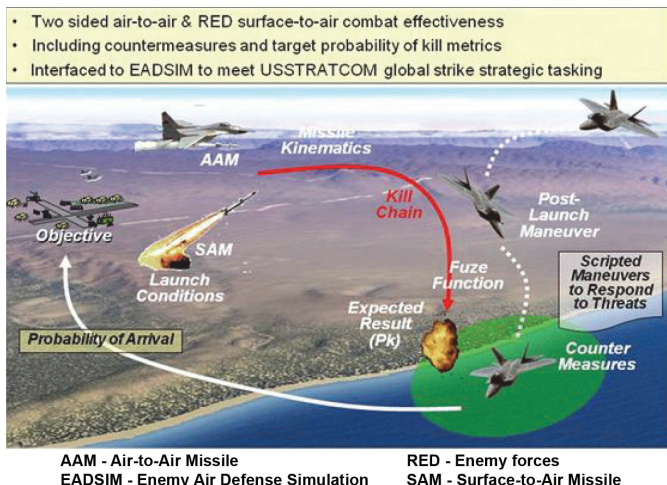 • Two sided air-to-air & RED surface-to-air combat effectiveness
• Including countermeasures and target probability of kill metrics
• Interfaced to EADSIM to meet USSTRATCOM global strike strategic tasking
AAM
Missile
Kinematics
Kill
Chain
Post-
Launch
Maneuver
Objective
SAM
Launch
Conditions
Fuze
Function
Scripted
Maneuvers
to Respond
to Threats
Expected
Result
(Pk)
Probability of Arrival
Counter
Measures
AAM - Air-to-Air Missile
EADSIM - Enemy Air Defense Simulation
RED - Enemy forces
SAM - Surface-to-Air Missile